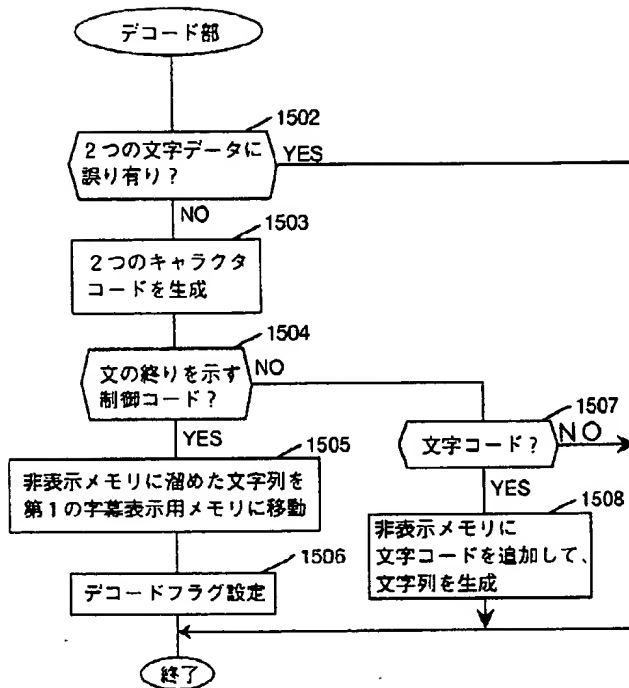 デコード部
1502
２つの文字データに
誤り有り？
YES
NO
1503
２つのキャラクタ
コードを生成
1504
文の終りを示す
制御コード？
NO
YES
1507
文字コード？
NO
YES
1505
非表示メモリに溜めた文字列を
第１の字幕表示用メモリに移動
1508
非表示メモリに
文字コードを追加して、
文字列を生成
1506
デコードフラグ設定
終了